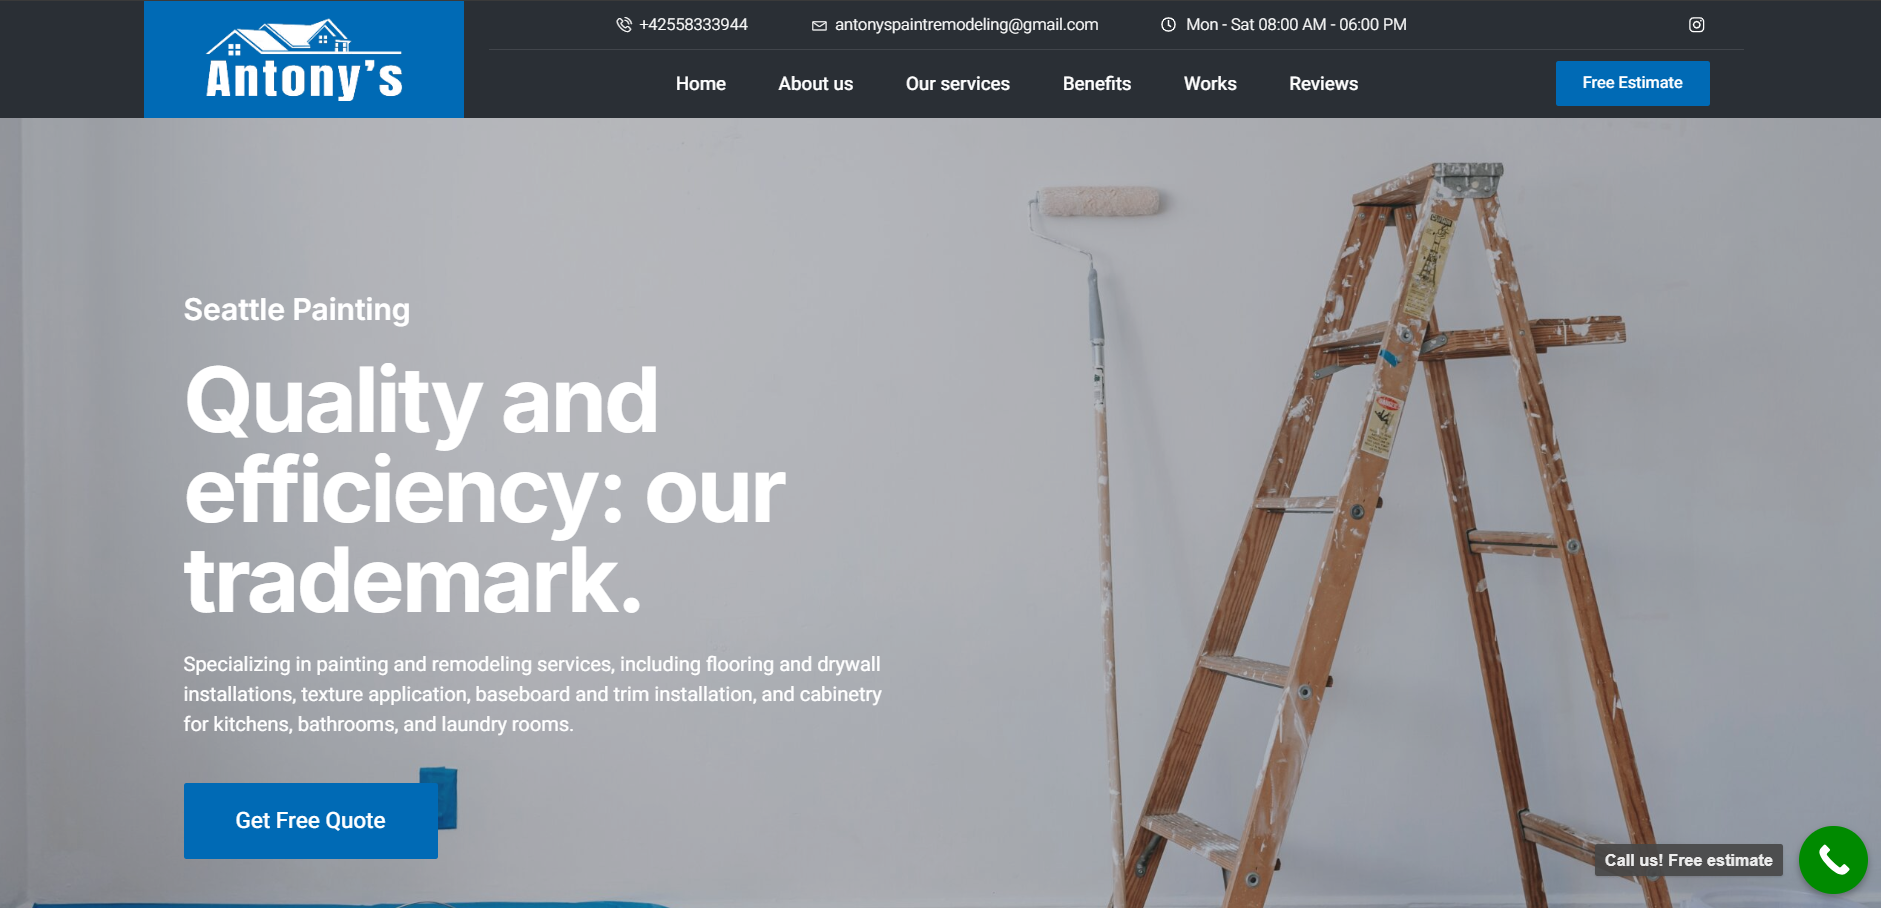 +42558333944
antonyspaintremodeling@gmail.com
Mon - Sat 08:00 AM - 06:00 PM
Antony's
Home
About us
Our services
Benefits
Works
Reviews
Free Estimate
Seattle Painting
Quality and
efficiency: our
trademark.
Specializing in painting and remodeling services, including flooring and drywall
installations, texture application, baseboard and trim installation, and cabinetry
for kitchens, bathrooms, and laundry rooms.
Get Free Quote
Call us! Free estimate